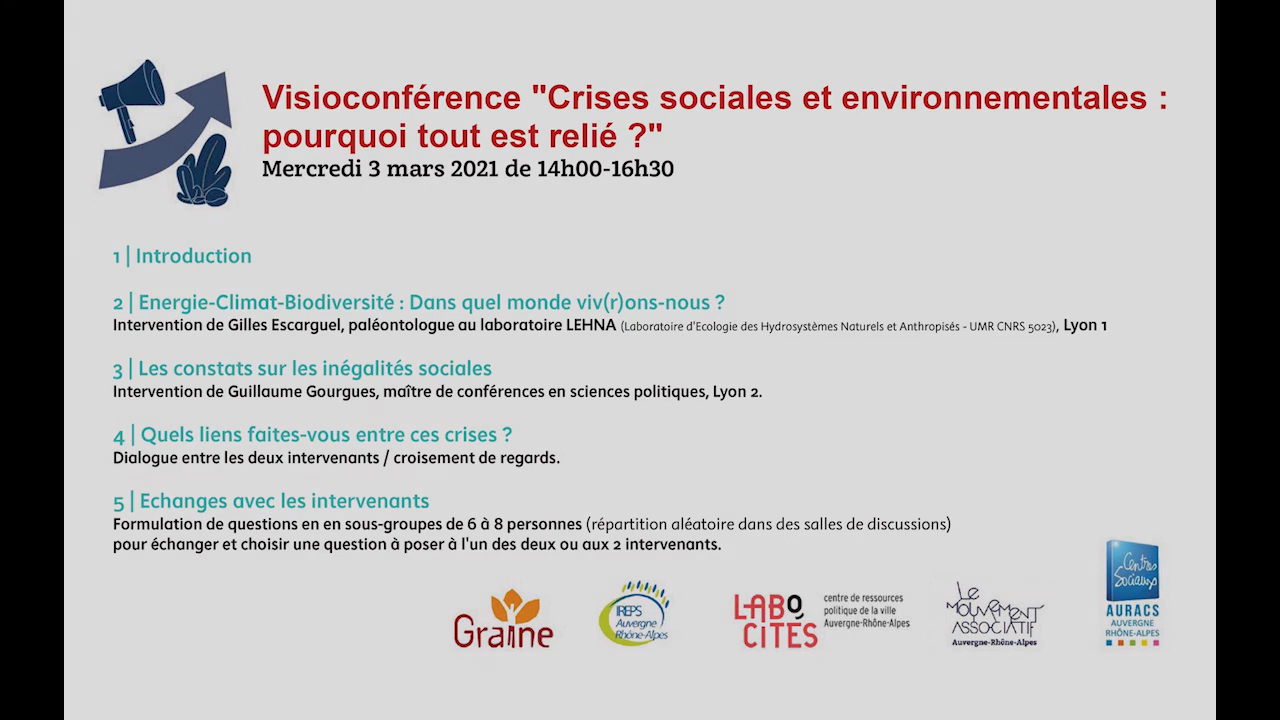 Visioconférence "Crises sociales et environnementales :
pourquoi tout est relié ?"
Mercredi 3 mars 2021 de 14h00-16h30
1 | Introduction
2 | Energie-Climat-Biodiversité : Dans quel monde viv(r)ons-nous ?
Intervention de Gilles Escarguel, paléontologue au laboratoire LEHNA (Laboratoire d'Ecologie des Hydrosystèmes Naturels et Anthropisés - UMR CNRS 5023), Lyon 1
3 | Les constats sur les inégalités sociales
Intervention de Guillaume Gourgues, maître de conférences en sciences politiques, Lyon 2.
4 | Quels liens faites-vous entre ces crises ?
Dialogue entre les deux intervenants / croisement de regards.
5 | Echanges avec les intervenants
Formulation de questions en en sous-groupes de 6 à 8 personnes (répartition aléatoire dans des salles de discussions)
pour échanger et choisir une question à poser à l'un des deux ou aux 2 intervenants.
Graine
IREPS
Auvergne
Rhône-Alpes
LABO
CITÉS
centre de ressources
politique de la ville
Auvergne-Rhône-Alpes
Le
MOUVEMENT
ASSOCIATIF
Auvergne-Rhône-Alpes
Centres
Sociaux
AURACS
AUVERGNE
RHÔNE-ALPES